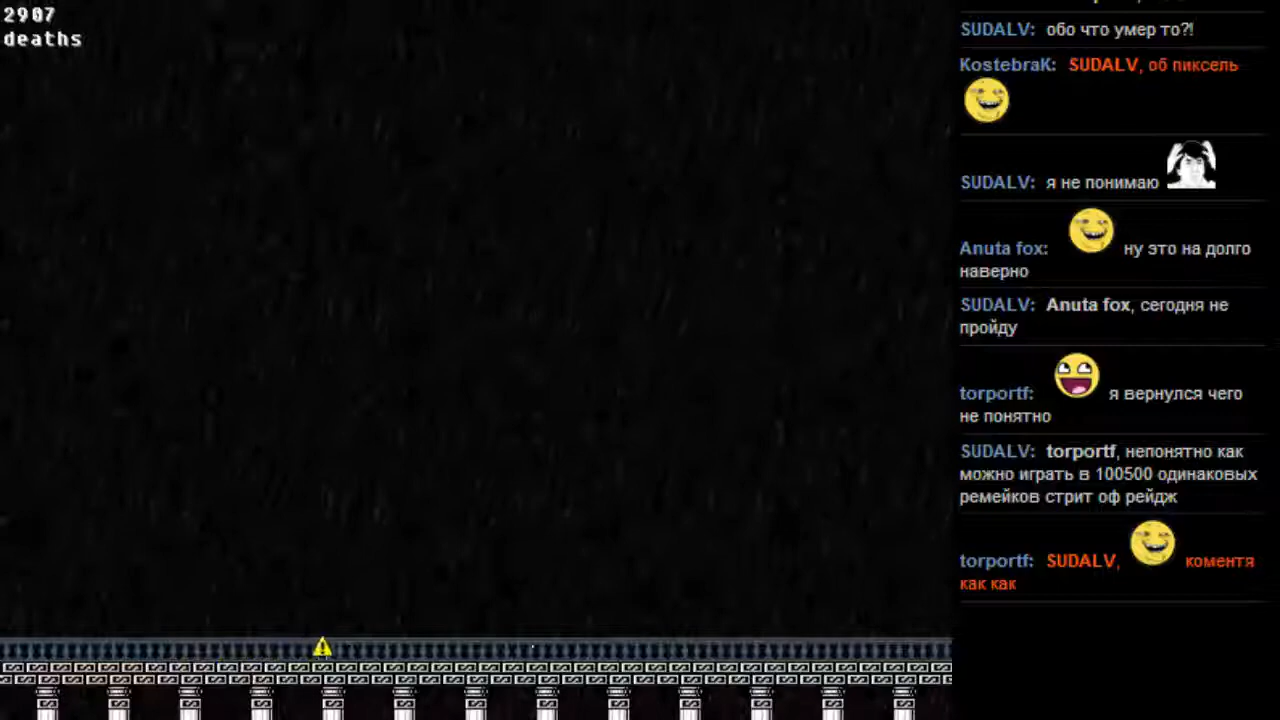 2907
deaths
SUDALV: обо что умер то?!
KostebraK: SUDALV, об пиксель
SUDALV: я не понимаю
Anuta fox: ну это на долго
наверно
SUDALV: Anuta fox, сегодня не
пройду
torportf: я вернулся чего
не понятно
SUDALV: torportf, непонятно как
можно играть в 100500 одинаковых
ремейков стрит оф рейдж
torportf: SUDALV, коментя
как как